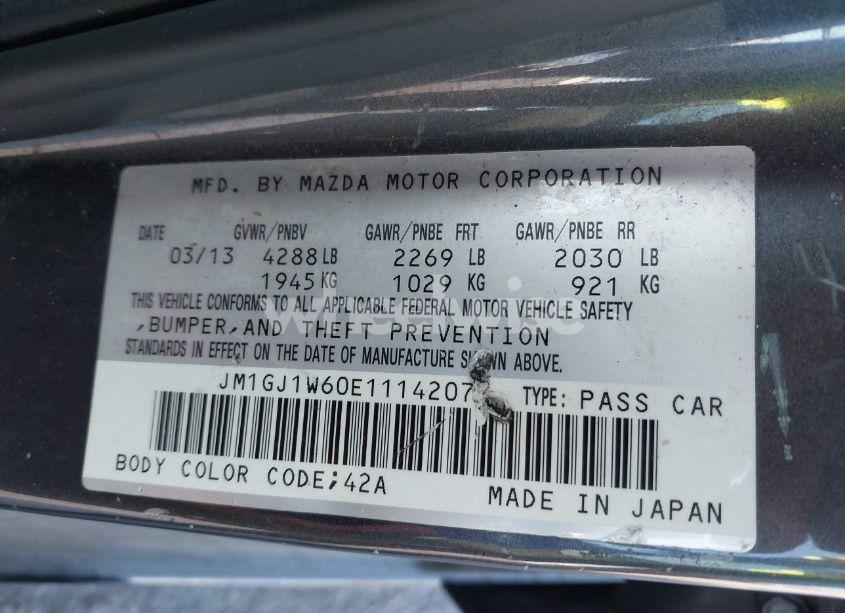 MFD. BY MAZDA MOTOR CORPORATION
DATE GVWR/PNBV GAWR/PNBE FRT GAWR/PNBE RR
03/13 4288 LB 2269 LB 2030 LB
1945 KG 1029 KG 921 KG
THIS VEHICLE CONFORMS TO ALL APPLICABLE FEDERAL MOTOR VEHICLE SAFETY
,BUMPER,AND THEFT PREVENTION
STANDARDS IN EFFECT ON THE DATE OF MANUFACTURE SHOWN ABOVE.
JM1GJ1W60E1114207 TYPE: PASS CAR
BODY COLOR CODE;42A
MADE IN JAPAN